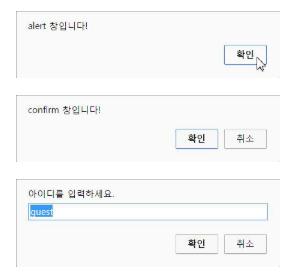 alert 창입니다!
확인
confirm 창입니다!
확인 취소
아이디를 입력하세요.
guest
확인 취소